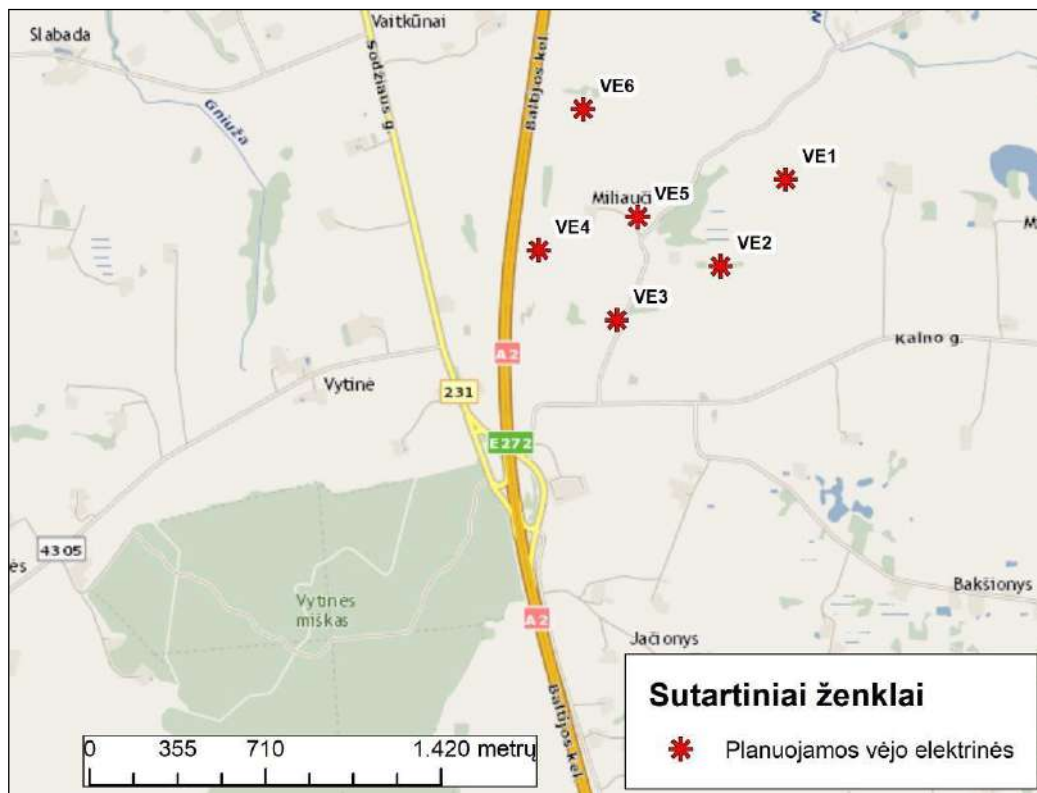 Vaitkūnai
Slabada
Sodžiaus g.
Baltijos kel.
Gniuža
VE6
VE1
Miliauči
VE5
VE4
VE2
VE3
Kalno g.
A2
Vytinė
231
E272
4305
ės
Vytinės
miškas
Bakšionys
A2
Jačionys
Baltijos kel.
Sutartiniai ženklai
Planuojamos vėjo elektrinės
0 355 710 1.420 metrų